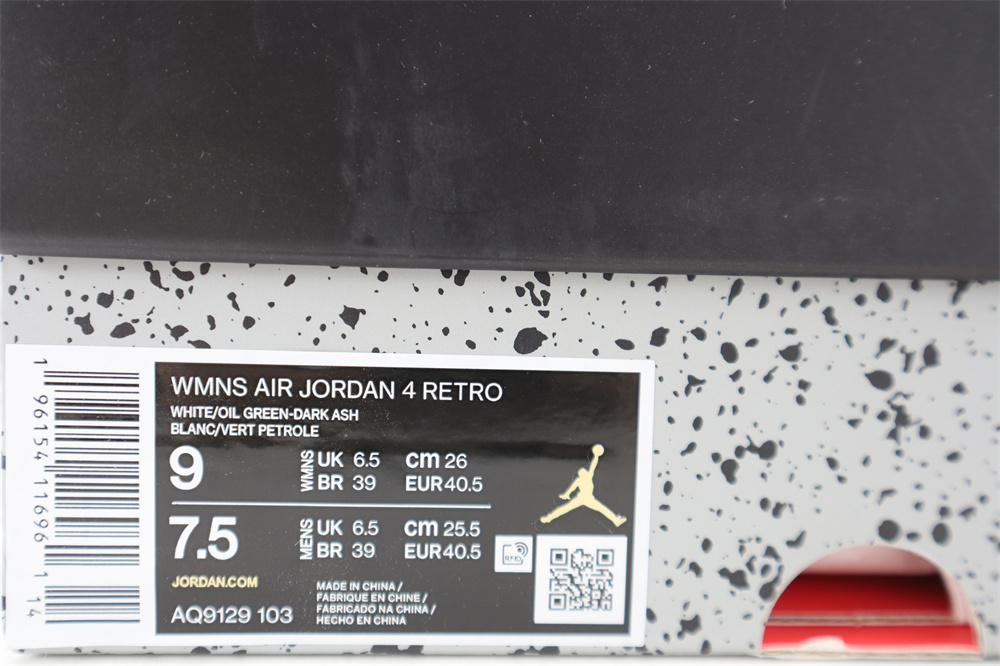 WMNS AIR JORDAN 4 RETRO
WHITE/OIL GREEN-DARK ASH
BLANC/VERT PETROLE
9 WMNS UK 6.5 cm 26
BR 39 EUR 40.5
7.5 MENS UK 6.5 cm 25.5
BR 39 EUR 40.5
JORDAN.COM
AQ9129 103
MADE IN CHINA /
FABRIQUE EN CHINE /
FABRICADO NA CHINA /
HECHO EN CHINA
RFID
1 96154 11696 1 14